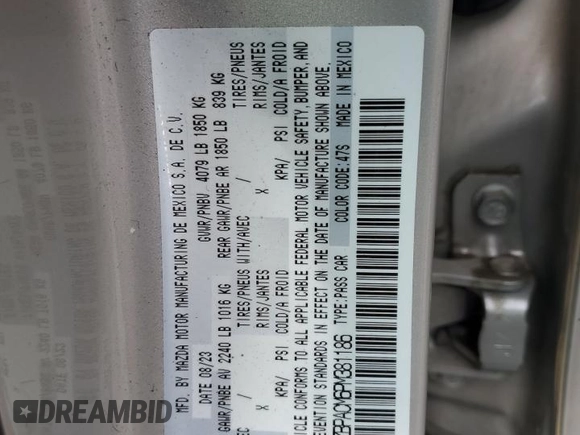 MFD. BY MAZDA MOTOR MANUFACTURING DE MEXICO S.A. DE C.V.
DATE 08/23 GVWR/PNBV 4079 LB 1850 KG
GAWR/PNBE AV 2240 LB 1016 KG REAR GAWR/PNBE AR 1850 LB 839 KG
TIRES/PNEUS WITH/AVEC TIRES/PNEUS
RIMS/JANTES X / X RIMS/JANTES
KPA/ PSI COLD/A FROID KPA/ PSI COLD/A FROID
VEHICLE CONFORMS TO ALL APPLICABLE FEDERAL MOTOR VEHICLE SAFETY, BUMPER, AND
PREVENTION STANDARDS IN EFFECT ON THE DATE OF MANUFACTURE SHOWN ABOVE.
TYPE:PASS CAR COLOR CODE:47S MADE IN MEXICO
BIDCARS.COM